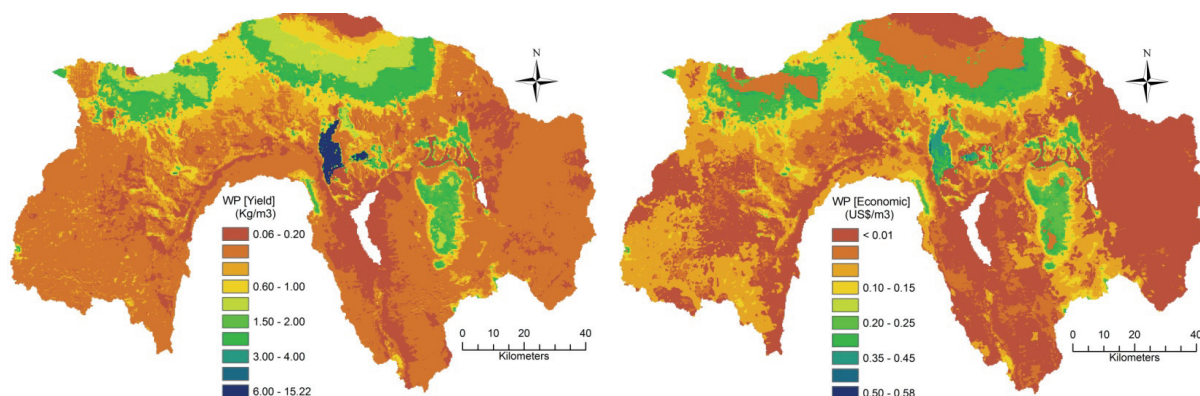 N
WP [Yield]
(Kg/m3)
0.06 - 0.20
0.60 - 1.00
1.50 - 2.00
3.00 - 4.00
6.00 - 15.22
0 10 20 40
Kilometers
N
WP [Economic]
(US$/m3)
< 0.01
0.10 - 0.15
0.20 - 0.25
0.35 - 0.45
0.50 - 0.58
0 10 20 40
Kilometers